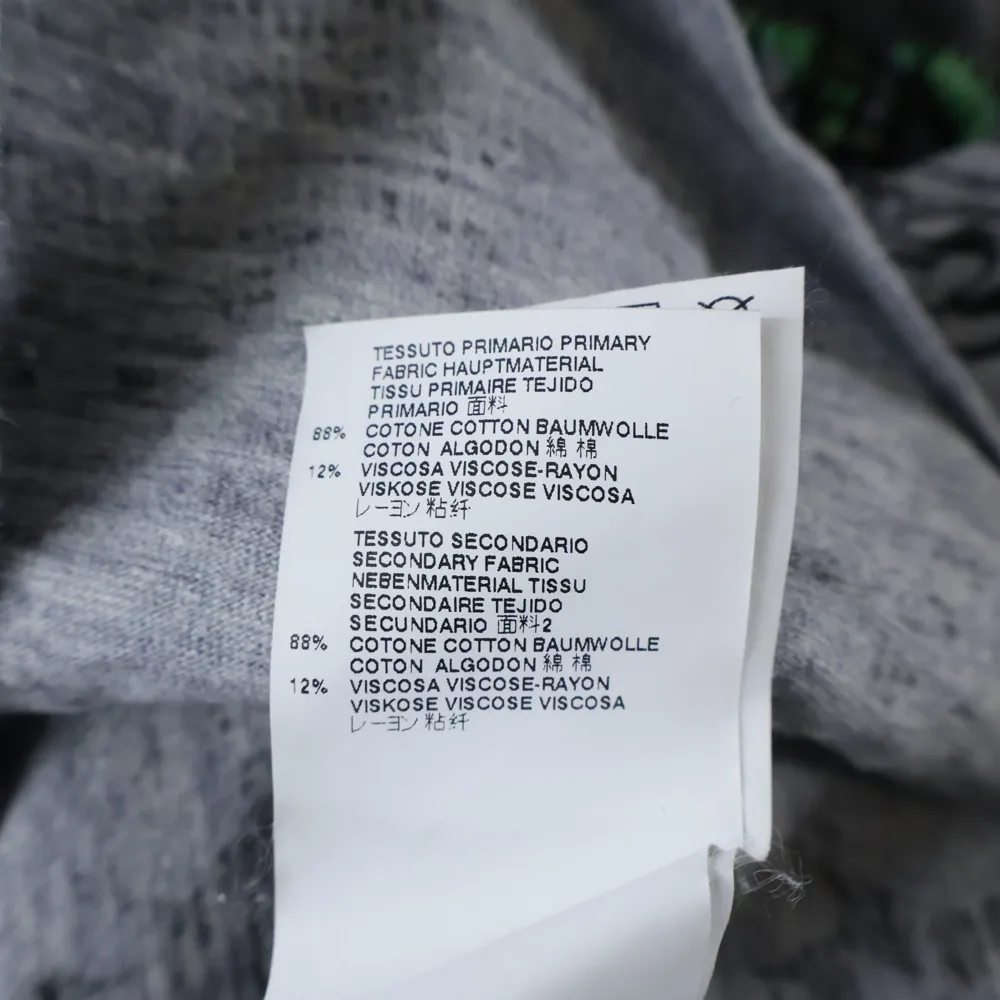 TESSUTO PRIMARIO PRIMARY
FABRIC HAUPTMATERIAL
TISSU PRIMAIRE TEJIDO
PRIMARIO 面料
88% COTONE COTTON BAUMWOLLE
COTON ALGODON 綿 棉
12% VISCOSA VISCOSE-RAYON
VISKOSE VISCOSE VISCOSA
レーヨン 粘纤
TESSUTO SECONDARIO
SECONDARY FABRIC
NEBENMATERIAL TISSU
SECONDAIRE TEJIDO
SECUNDARIO 面料2
88% COTONE COTTON BAUMWOLLE
COTON ALGODON 綿 棉
12% VISCOSA VISCOSE-RAYON
VISKOSE VISCOSE VISCOSA
レーヨン 粘纤